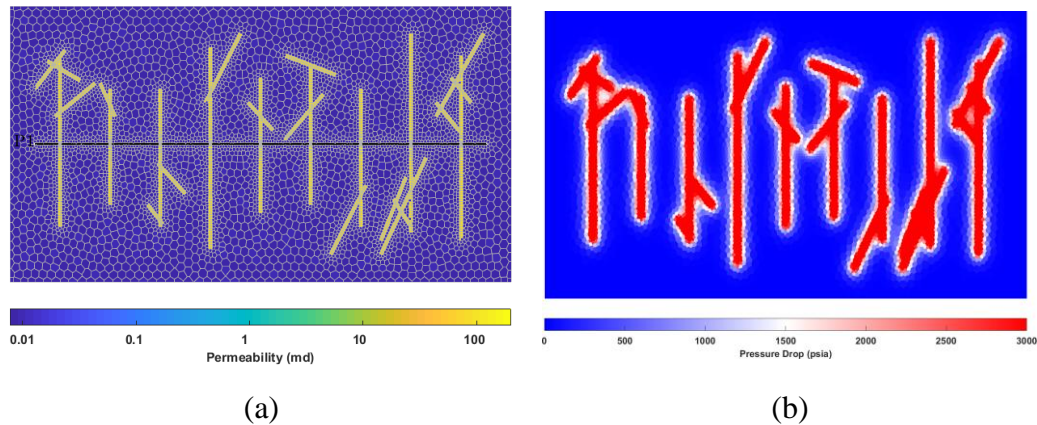 P1
0.01 0.1 1 10 100
Permeability (md)
0 500 1000 1500 2000 2500 3000
Pressure Drop (psia)
(a) (b)